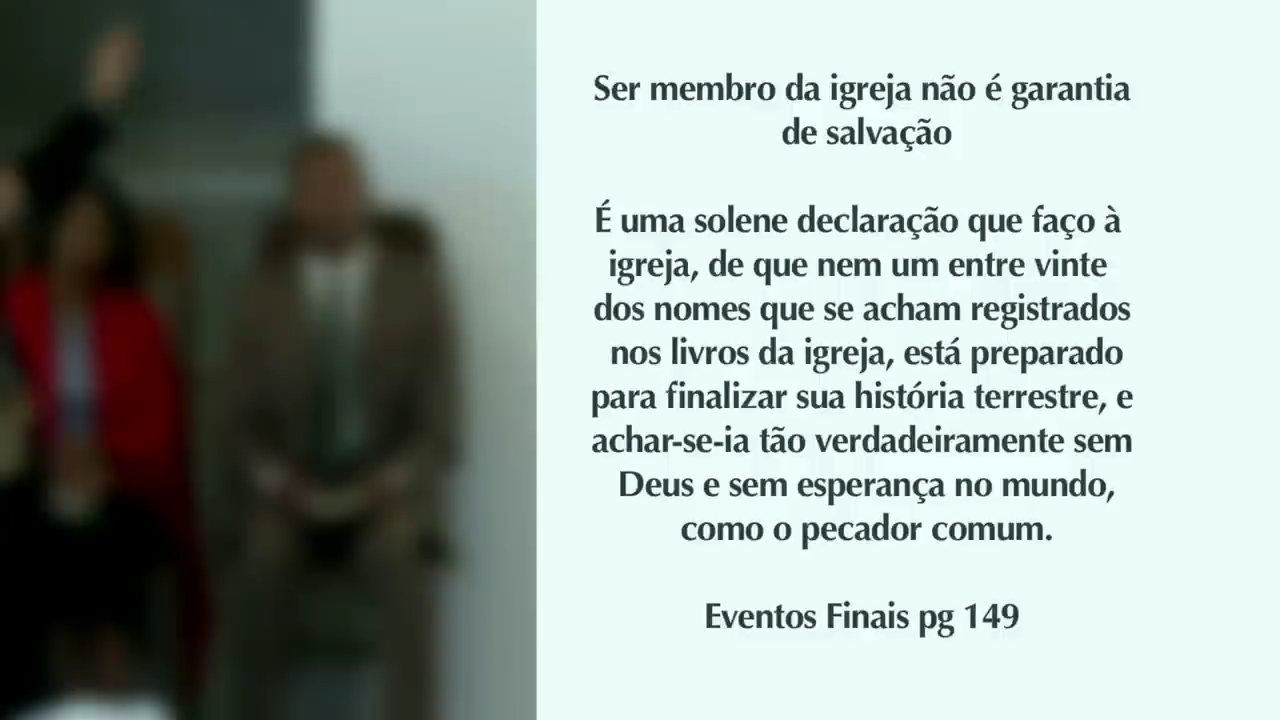 Ser membro da igreja não é garantia
de salvação
É uma solene declaração que faço à
igreja, de que nem um entre vinte
dos nomes que se acham registrados
nos livros da igreja, está preparado
para finalizar sua história terrestre, e
achar-se-ia tão verdadeiramente sem
Deus e sem esperança no mundo,
como o pecador comum.
Eventos Finais pg 149